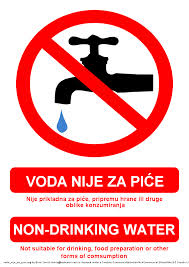 VODA NIJE ZA PIĆE
Nije prikladna za piće, pripremu hrane ili druge
oblike konzumiranja
NON-DRINKING WATER
Not suitable for drinking, food preparation or other
forms of comsumption